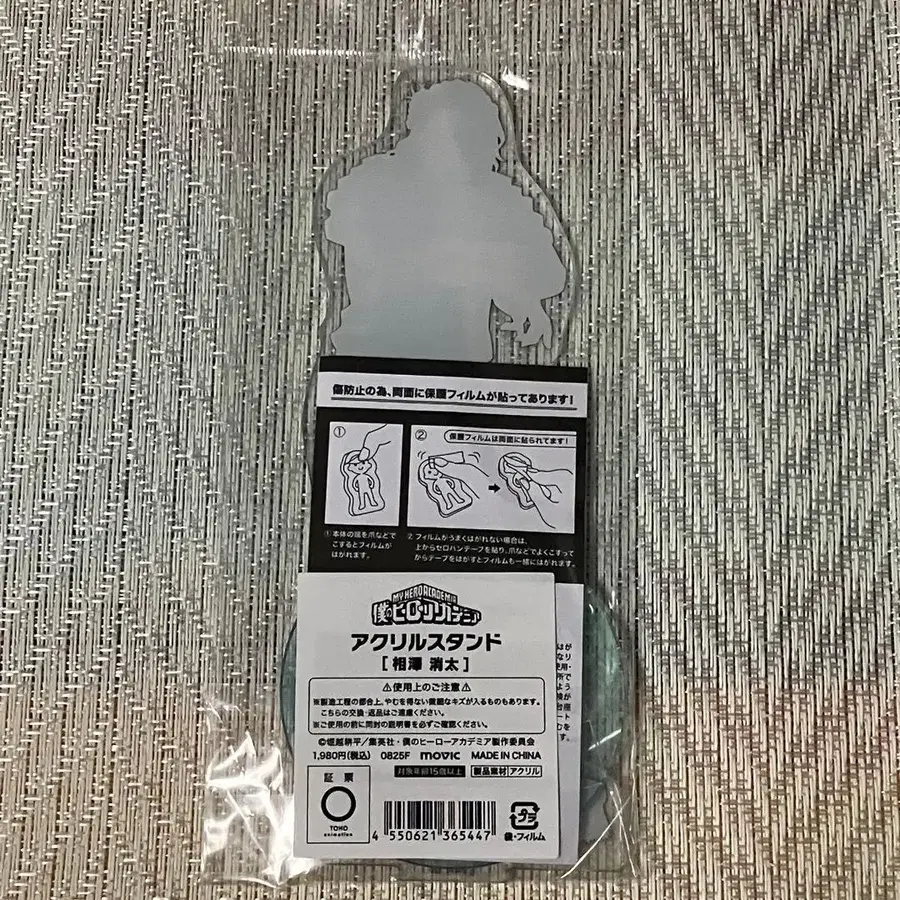 傷防止の為、両面に保護フィルムが貼ってあります!
①
②
保護フィルムは両面に貼られてます!
①本体の端を爪などで
こするとフィルムが
はがれます。
②フィルムがうまくはがれない場合は、
上からセロハンテープを貼り、爪などでよくこすって
からテープをはがすとフィルムも一緒にはがれます。
MY HERO ACADEMIA
僕のヒーローアカデミア
アクリルスタンド
[相澤 消太]
⚠使用上のご注意⚠
※製造工程の都合上、やむを得ない微細なキズが入るものもあります。
こちらの交換・返品はご遠慮ください。
※ご使用の前に同封の説明書を必ずご確認ください。
©堀越耕平/集英社・僕のヒーローアカデミア製作委員会
1,980円(税込) 0825F movic MADE IN CHINA
対象年齢15歳以上 製品素材 アクリル
証票
TOHO
animation
4 550621 365447
プラ
袋・フィルム